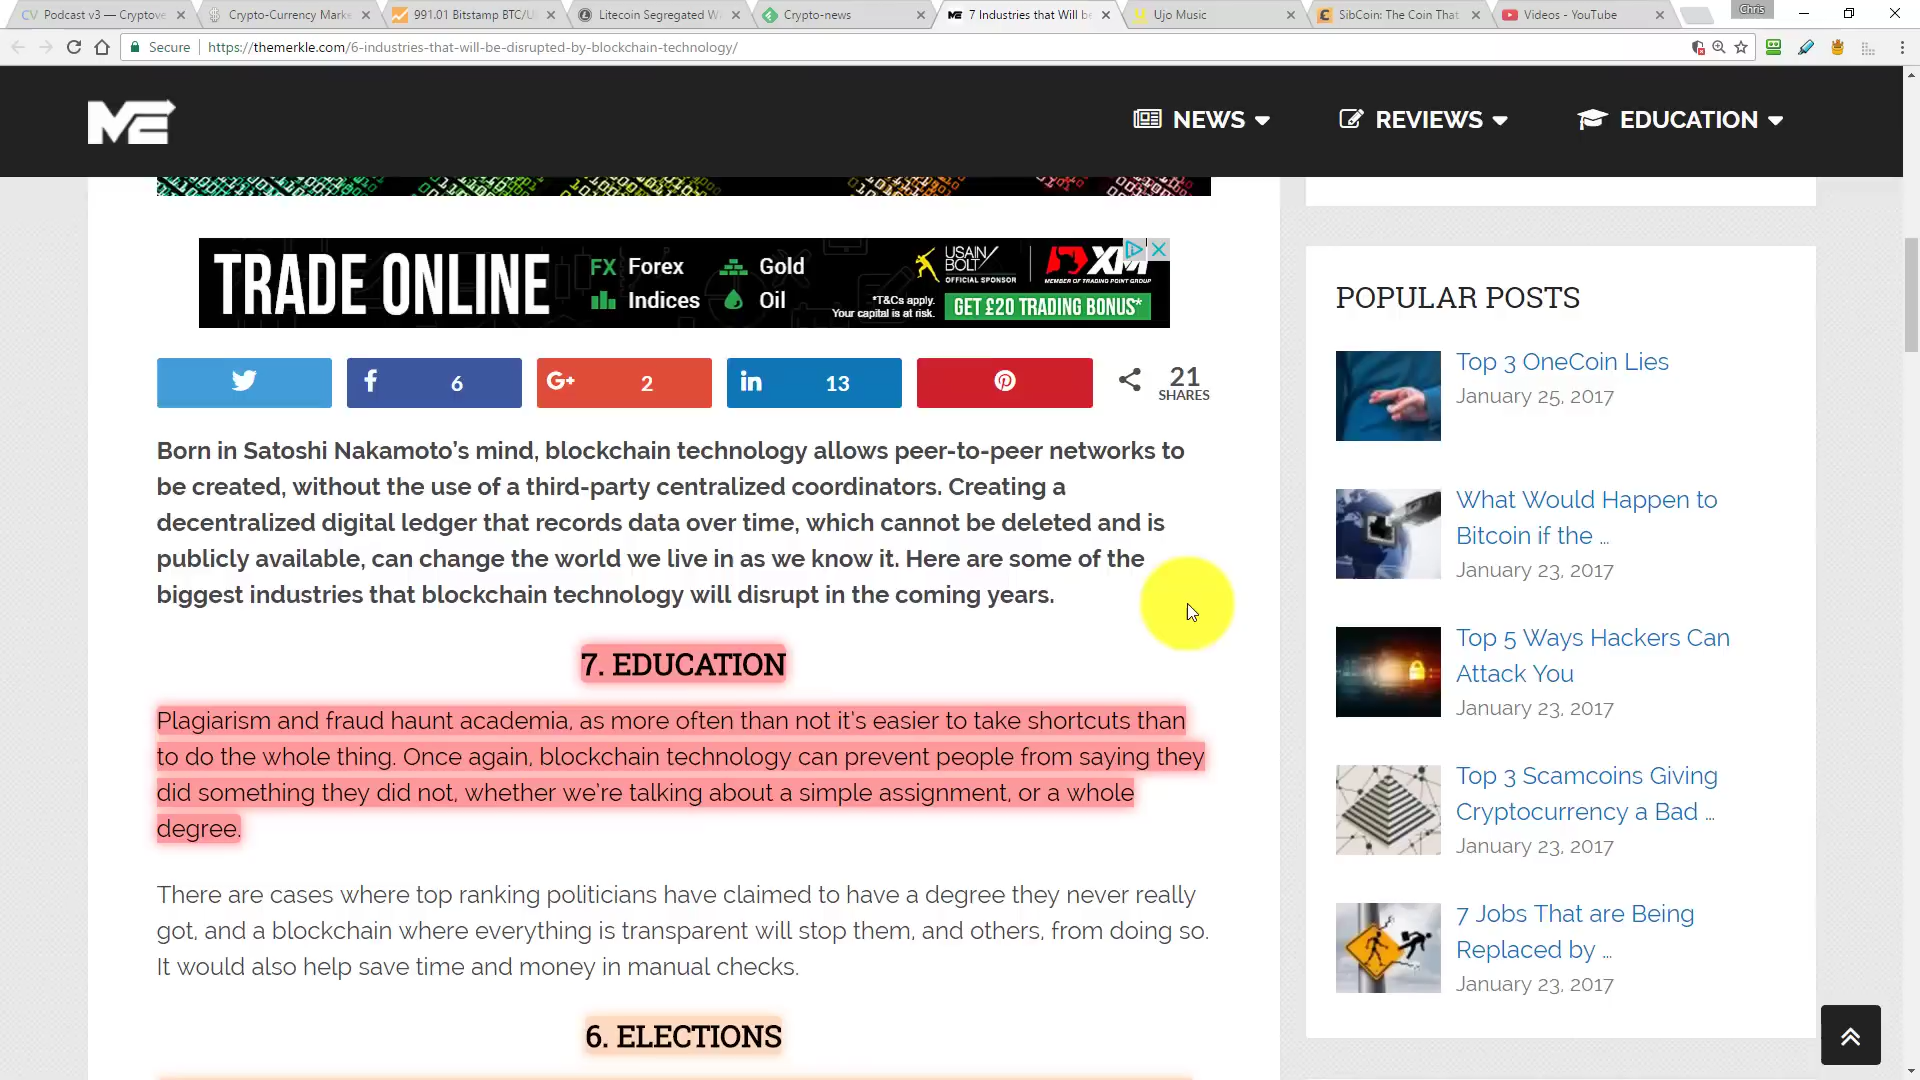 Podcast v3 — Cryptove
Crypto-Currency Marke
991.01 Bitstamp BTC/U
Litecoin Segregated W
Crypto-news
7 Industries that Will be
Ujo Music
SibCoin: The Coin That
Videos - YouTube
Chris
Secure
https://themerkle.com/6-industries-that-will-be-disrupted-by-blockchain-technology/
ME
NEWS
REVIEWS
EDUCATION
TRADE ONLINE
FX Forex
Gold
Indices
Oil
*T&Cs apply.
Your capital is at risk.
USAIN
BOLT
OFFICIAL SPONSOR
XM
MEMBER OF TRADING POINT GROUP
GET £20 TRADING BONUS*
6
G+ 2
in 13
21
SHARES
Born in Satoshi Nakamoto’s mind, blockchain technology allows peer-to-peer networks to
be created, without the use of a third-party centralized coordinators. Creating a
decentralized digital ledger that records data over time, which cannot be deleted and is
publicly available, can change the world we live in as we know it. Here are some of the
biggest industries that blockchain technology will disrupt in the coming years.
7. EDUCATION
Plagiarism and fraud haunt academia, as more often than not it’s easier to take shortcuts than
to do the whole thing. Once again, blockchain technology can prevent people from saying they
did something they did not, whether we’re talking about a simple assignment, or a whole
degree.
There are cases where top ranking politicians have claimed to have a degree they never really
got, and a blockchain where everything is transparent will stop them, and others, from doing so.
It would also help save time and money in manual checks.
6. ELECTIONS
POPULAR POSTS
Top 3 OneCoin Lies
January 25, 2017
What Would Happen to
Bitcoin if the ...
January 23, 2017
Top 5 Ways Hackers Can
Attack You
January 23, 2017
Top 3 Scamcoins Giving
Cryptocurrency a Bad ...
January 23, 2017
7 Jobs That are Being
Replaced by ...
January 23, 2017